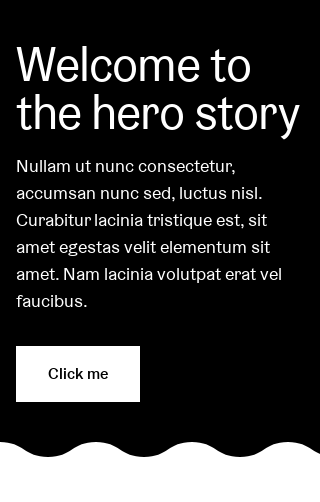 Welcome to
the hero story
Nullam ut nunc consectetur,
accumsan nunc sed, luctus nisl.
Curabitur lacinia tristique est, sit
amet egestas velit elementum sit
amet. Nam lacinia volutpat erat vel
faucibus.
Click me